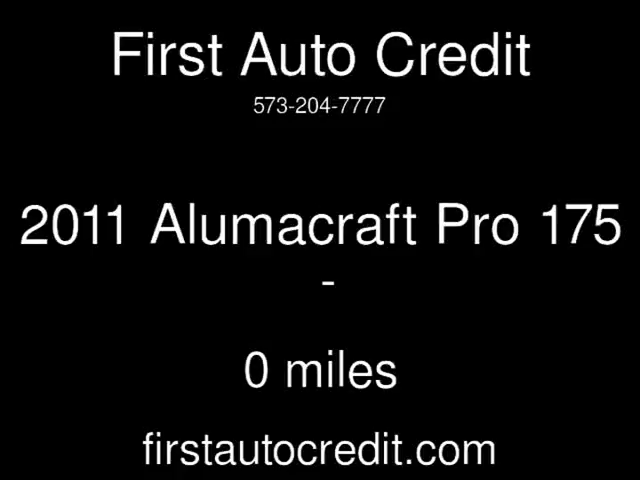 First Auto Credit
573-204-7777
2011 Alumacraft Pro 175
-
0 miles
firstautocredit.com